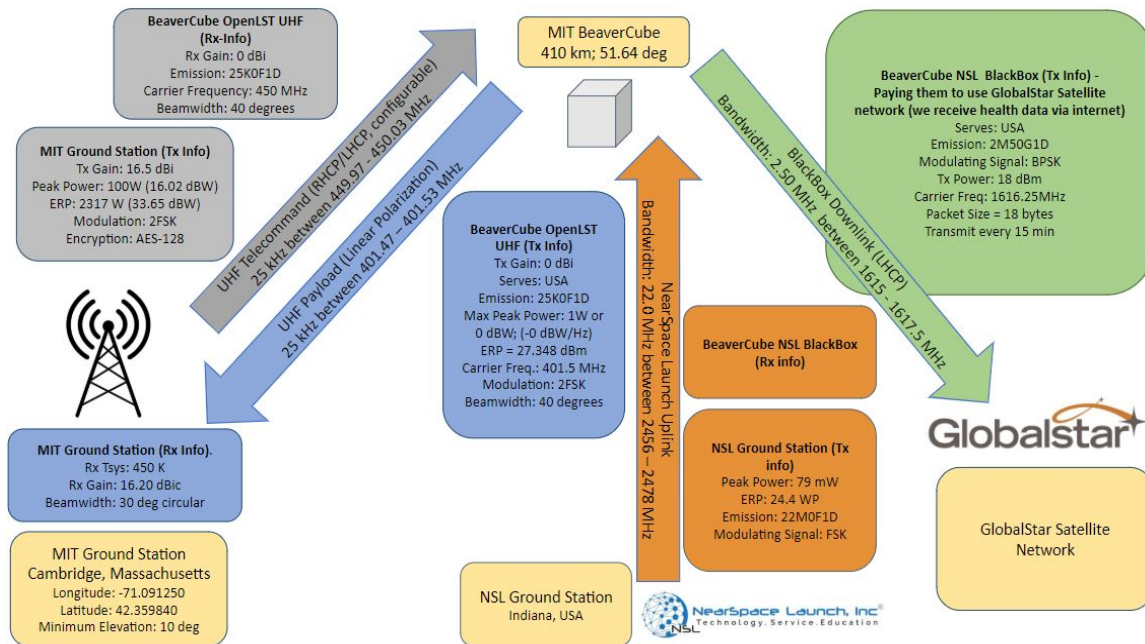 BeaverCube OpenLST UHF
(Rx-Info)
Rx Gain: 0 dBi
Emission: 25K0F1D
Carrier Frequency: 450 MHz
Beamwidth: 40 degrees
MIT Ground Station (Tx Info)
Tx Gain: 16.5 dBi
Peak Power: 100W (16.02 dBW)
ERP: 2317 W (33.65 dBW)
Modulation: 2FSK
Encryption: AES-128
UHF Telecommand (RHCP/LHCP, configurable)
25 kHz between 449.97 - 450.03 MHz
UHF Payload (Linear Polarization)
25 kHz between 401.47 – 401.53 MHz
MIT Ground Station (Rx Info).
Rx Tsys: 450 K
Rx Gain: 16.20 dBic
Beamwidth: 30 deg circular
MIT Ground Station
Cambridge, Massachusetts
Longitude: -71.091250
Latitude: 42.359840
Minimum Elevation: 10 deg
MIT BeaverCube
410 km; 51.64 deg
BeaverCube OpenLST
UHF (Tx Info)
Tx Gain: 0 dBi
Serves: USA
Emission: 25K0F1D
Max Peak Power: 1W or
0 dBW; (-0 dBW/Hz)
ERP = 27.348 dBm
Carrier Freq.: 401.5 MHz
Modulation: 2FSK
Beamwidth: 40 degrees
NearSpace Launch Uplink
Bandwidth: 22.0 MHz between 2456 – 2478 MHz
BeaverCube NSL BlackBox
(Rx info)
NSL Ground Station (Tx
info)
Peak Power: 79 mW
ERP: 24.4 WP
Emission: 22M0F1D
Modulating Signal: FSK
NSL Ground Station
Indiana, USA
NSL
NearSpace Launch, Inc®
Technology.Service.Education
BlackBox Downlink (LHCP)
Bandwidth: 2.50 MHz between 1615 - 1617.5 MHz
BeaverCube NSL BlackBox (Tx Info) -
Paying them to use GlobalStar Satellite
network (we receive health data via internet)
Serves: USA
Emission: 2M50G1D
Modulating Signal: BPSK
Tx Power: 18 dBm
Carrier Freq: 1616.25MHz
Packet Size = 18 bytes
Transmit every 15 min
Globalstar
GlobalStar Satellite
Network